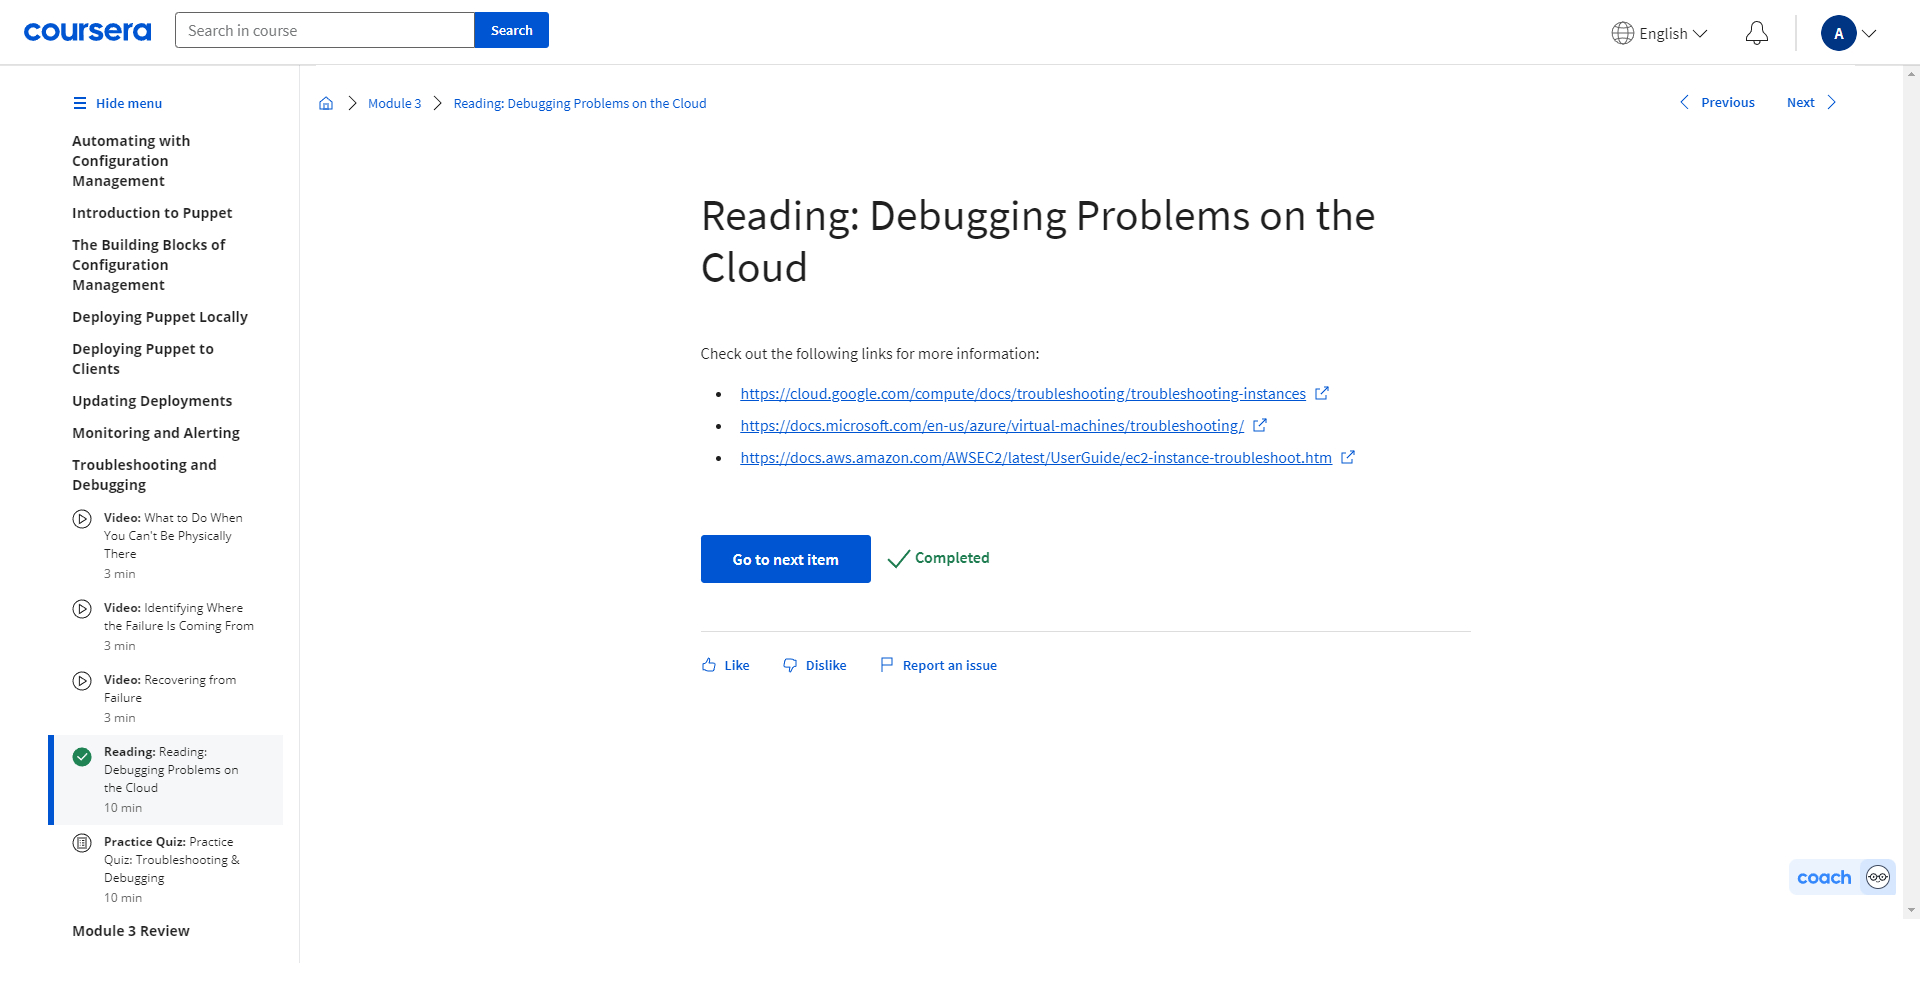 coursera
Search in course
Search
English
A
Hide menu
Automating with
Configuration
Management
Introduction to Puppet
The Building Blocks of
Configuration
Management
Deploying Puppet Locally
Deploying Puppet to
Clients
Updating Deployments
Monitoring and Alerting
Troubleshooting and
Debugging
Video: What to Do When
You Can't Be Physically
There
3 min
Video: Identifying Where
the Failure Is Coming From
3 min
Video: Recovering from
Failure
3 min
Reading: Reading:
Debugging Problems on
the Cloud
10 min
Practice Quiz: Practice
Quiz: Troubleshooting &
Debugging
10 min
Module 3 Review
Module 3
Reading: Debugging Problems on the Cloud
Previous
Next
Reading: Debugging Problems on the
Cloud
Check out the following links for more information:
https://cloud.google.com/compute/docs/troubleshooting/troubleshooting-instances
https://docs.microsoft.com/en-us/azure/virtual-machines/troubleshooting/
https://docs.aws.amazon.com/AWSEC2/latest/UserGuide/ec2-instance-troubleshoot.htm
Go to next item
Completed
Like
Dislike
Report an issue
coach